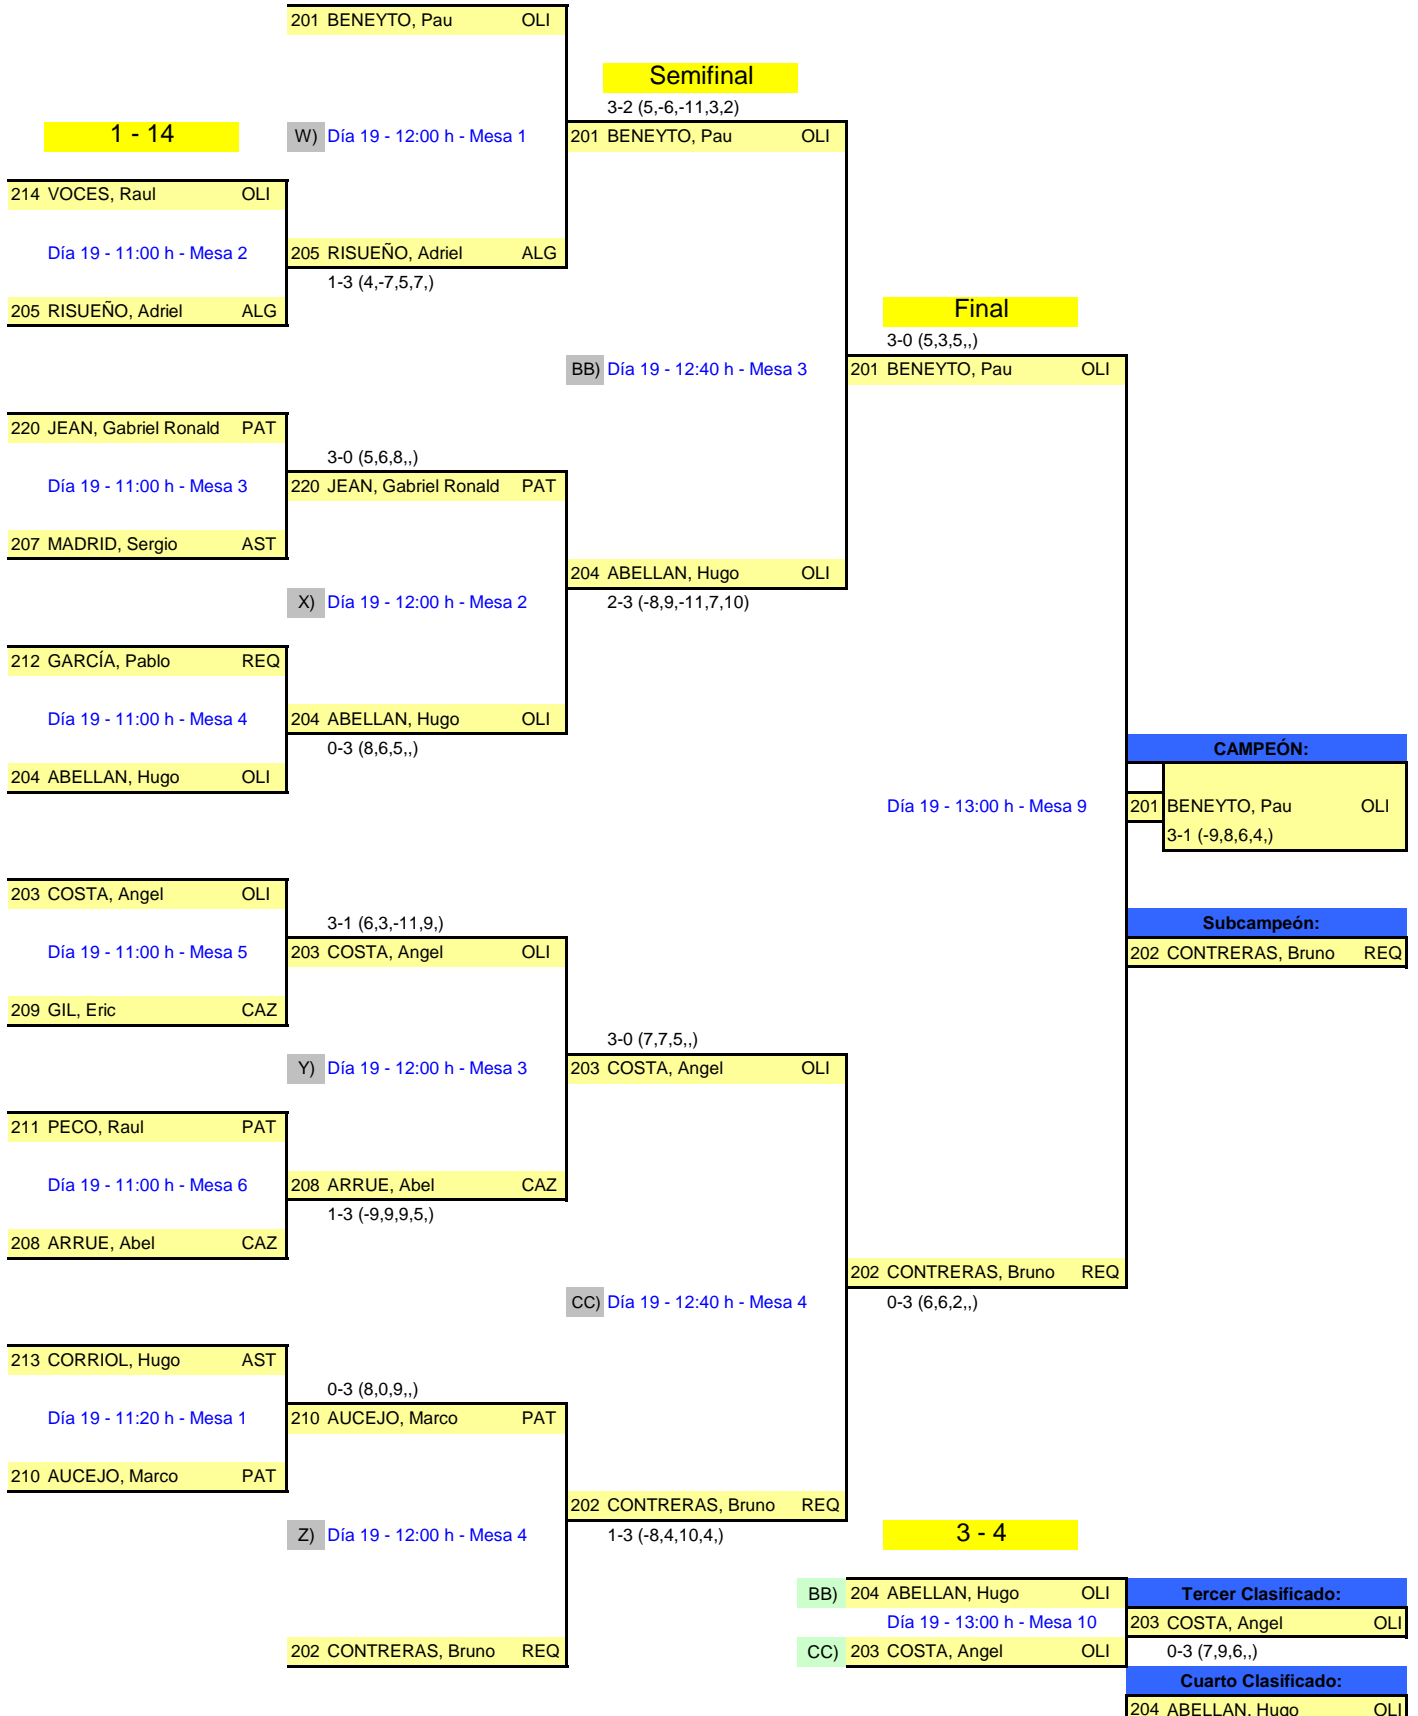 201 BENEYTO, Pau OLI
Semifinal
3-2 (5,-6,-11,3,2)
1 - 14
W) Día 19 - 12:00 h - Mesa 1
201 BENEYTO, Pau OLI
214 VOCES, Raul OLI
Día 19 - 11:00 h - Mesa 2
205 RISUEÑO, Adriel ALG
1-3 (4,-7,5,7,)
205 RISUEÑO, Adriel ALG
Final
3-0 (5,3,5,,)
BB) Día 19 - 12:40 h - Mesa 3
201 BENEYTO, Pau OLI
220 JEAN, Gabriel Ronald PAT
3-0 (5,6,8,,)
Día 19 - 11:00 h - Mesa 3
220 JEAN, Gabriel Ronald PAT
207 MADRID, Sergio AST
204 ABELLAN, Hugo OLI
X) Día 19 - 12:00 h - Mesa 2
2-3 (-8,9,-11,7,10)
212 GARCÍA, Pablo REQ
Día 19 - 11:00 h - Mesa 4
204 ABELLAN, Hugo OLI
0-3 (8,6,5,,)
CAMPEÓN:
204 ABELLAN, Hugo OLI
Día 19 - 13:00 h - Mesa 9
201 BENEYTO, Pau OLI
3-1 (-9,8,6,4,)
203 COSTA, Angel OLI
3-1 (6,3,-11,9,)
Subcampeón:
Día 19 - 11:00 h - Mesa 5
203 COSTA, Angel OLI
202 CONTRERAS, Bruno REQ
209 GIL, Eric CAZ
3-0 (7,7,5,,)
Y) Día 19 - 12:00 h - Mesa 3
203 COSTA, Angel OLI
211 PECO, Raul PAT
Día 19 - 11:00 h - Mesa 6
208 ARRUE, Abel CAZ
1-3 (-9,9,9,5,)
208 ARRUE, Abel CAZ
202 CONTRERAS, Bruno REQ
CC) Día 19 - 12:40 h - Mesa 4
0-3 (6,6,2,,)
213 CORRIOL, Hugo AST
0-3 (8,0,9,,)
Día 19 - 11:20 h - Mesa 1
210 AUCEJO, Marco PAT
210 AUCEJO, Marco PAT
202 CONTRERAS, Bruno REQ
Z) Día 19 - 12:00 h - Mesa 4
1-3 (-8,4,10,4,)
3 - 4
BB) 204 ABELLAN, Hugo OLI
Tercer Clasificado:
Día 19 - 13:00 h - Mesa 10
203 COSTA, Angel OLI
202 CONTRERAS, Bruno REQ
CC) 203 COSTA, Angel OLI
0-3 (7,9,6,,)
Cuarto Clasificado:
204 ABELLAN, Hugo OLI